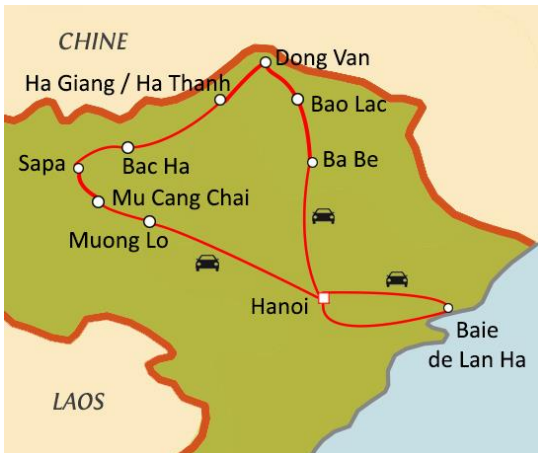 CHINE
Dong Van
Ha Giang / Ha Thanh
Bao Lac
Sapa
Bac Ha
Ba Be
Mu Cang Chai
Muong Lo
Hanoi
Baie
de Lan Ha
LAOS